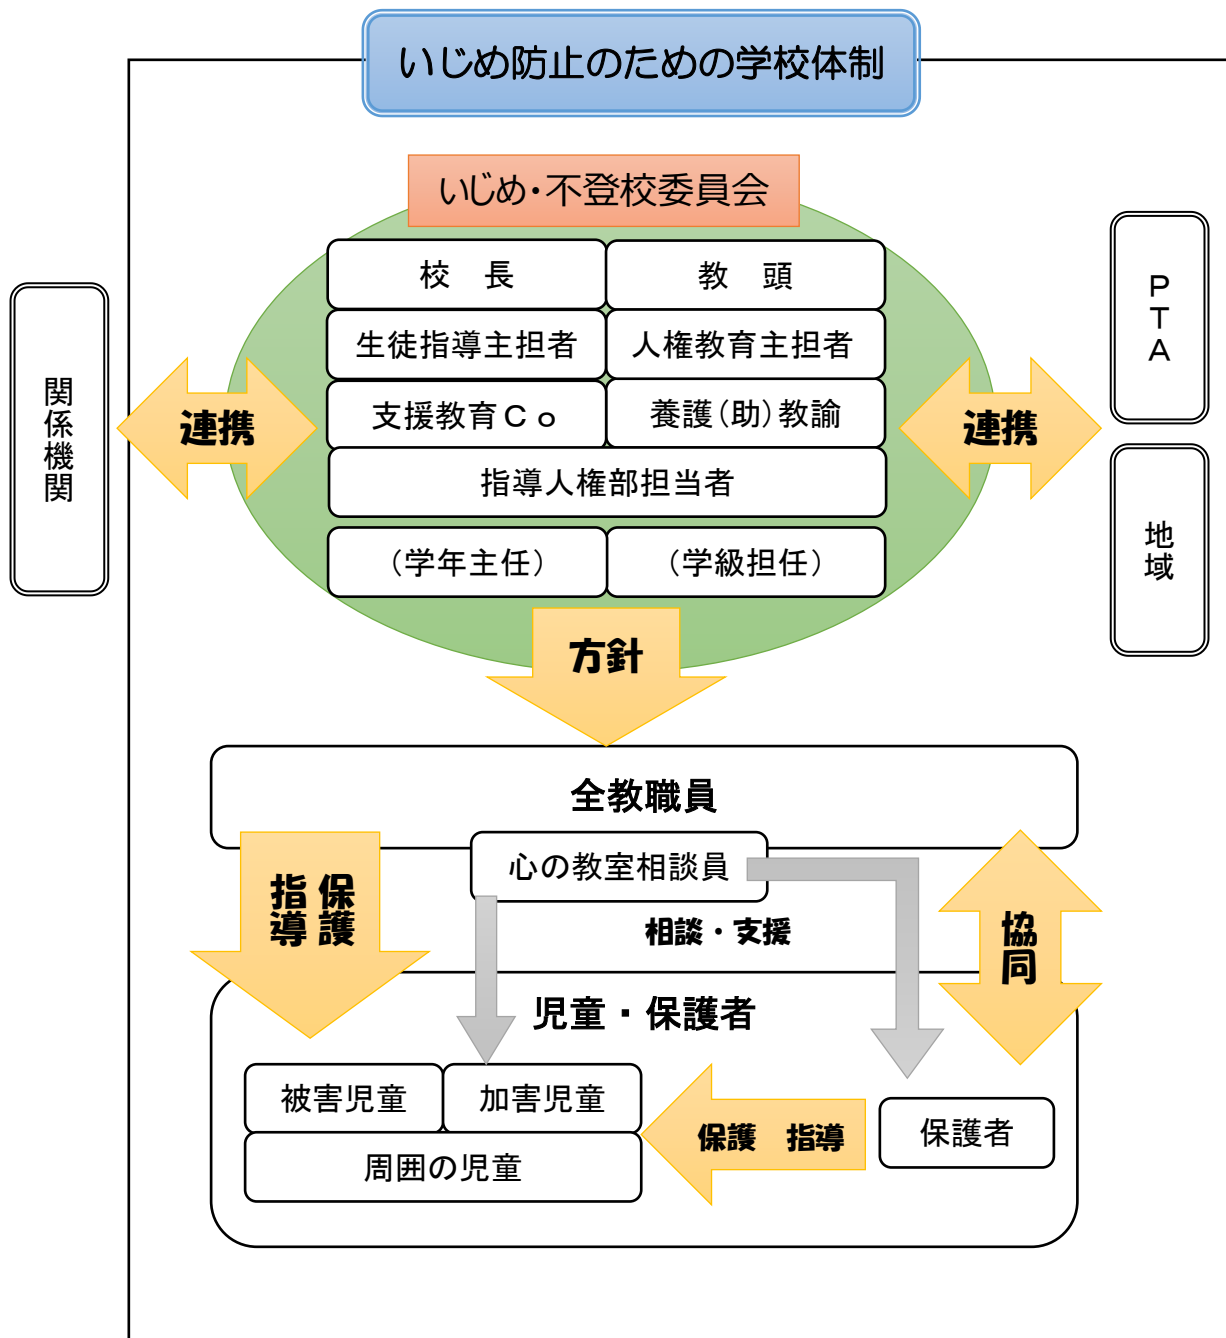 いじめ防止のための学校体制
いじめ・不登校委員会
校　長
教　頭
生徒指導主担者
人権教育主担者
支援教育Ｃｏ
養護（助）教諭
指導人権部担当者
（学年主任）
（学級担任）
関係機関
連携
連携
ＰＴＡ
地域
方針
全教職員
心の教室相談員
保護
指導
相談・支援
協同
児童・保護者
被害児童
加害児童
周囲の児童
保護　指導
保護者